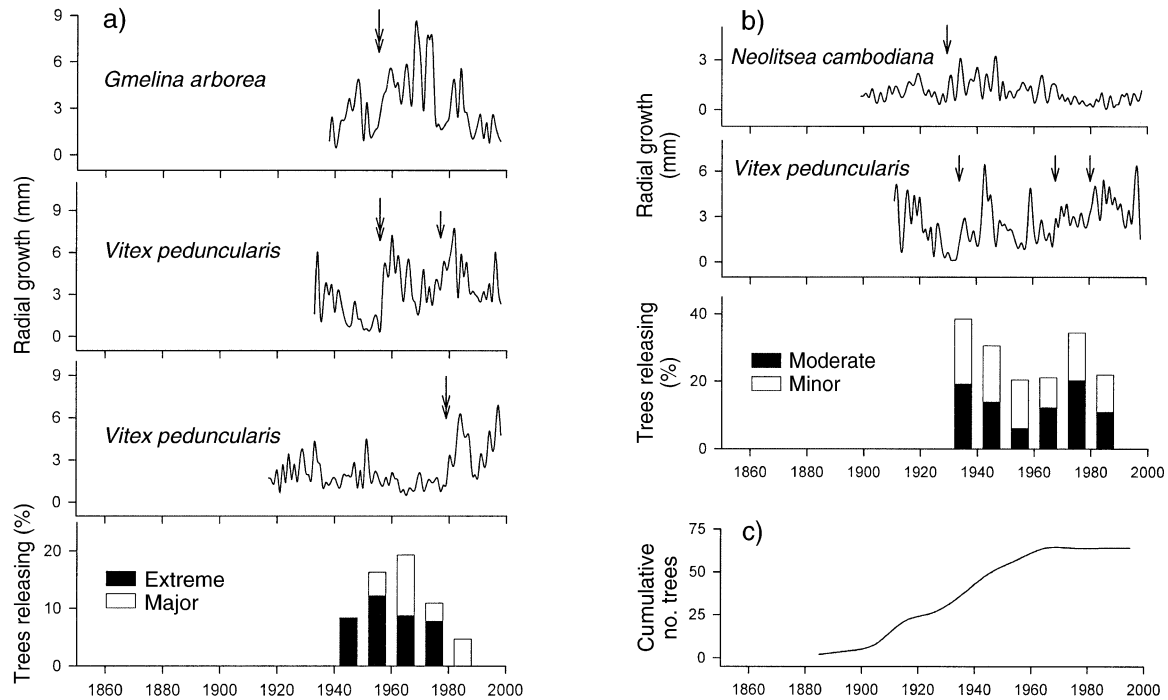 a)
9
6
3
0
Gmelina arborea
Radial growth (mm)
9
6
3
0
Vitex peduncularis
9
6
3
0
Vitex peduncularis
Trees releasing (%)
20
10
0
Extreme
Major
1860 1880 1900 1920 1940 1960 1980 2000
b)
3
0
Neolitsea cambodiana
Radial growth
(mm)
6
3
0
Vitex peduncularis
Trees releasing
(%)
40
20
0
Moderate
Minor
1860 1880 1900 1920 1940 1960 1980 2000
c)
75
50
25
0
Cumulative
no. trees
1860 1880 1900 1920 1940 1960 1980 2000